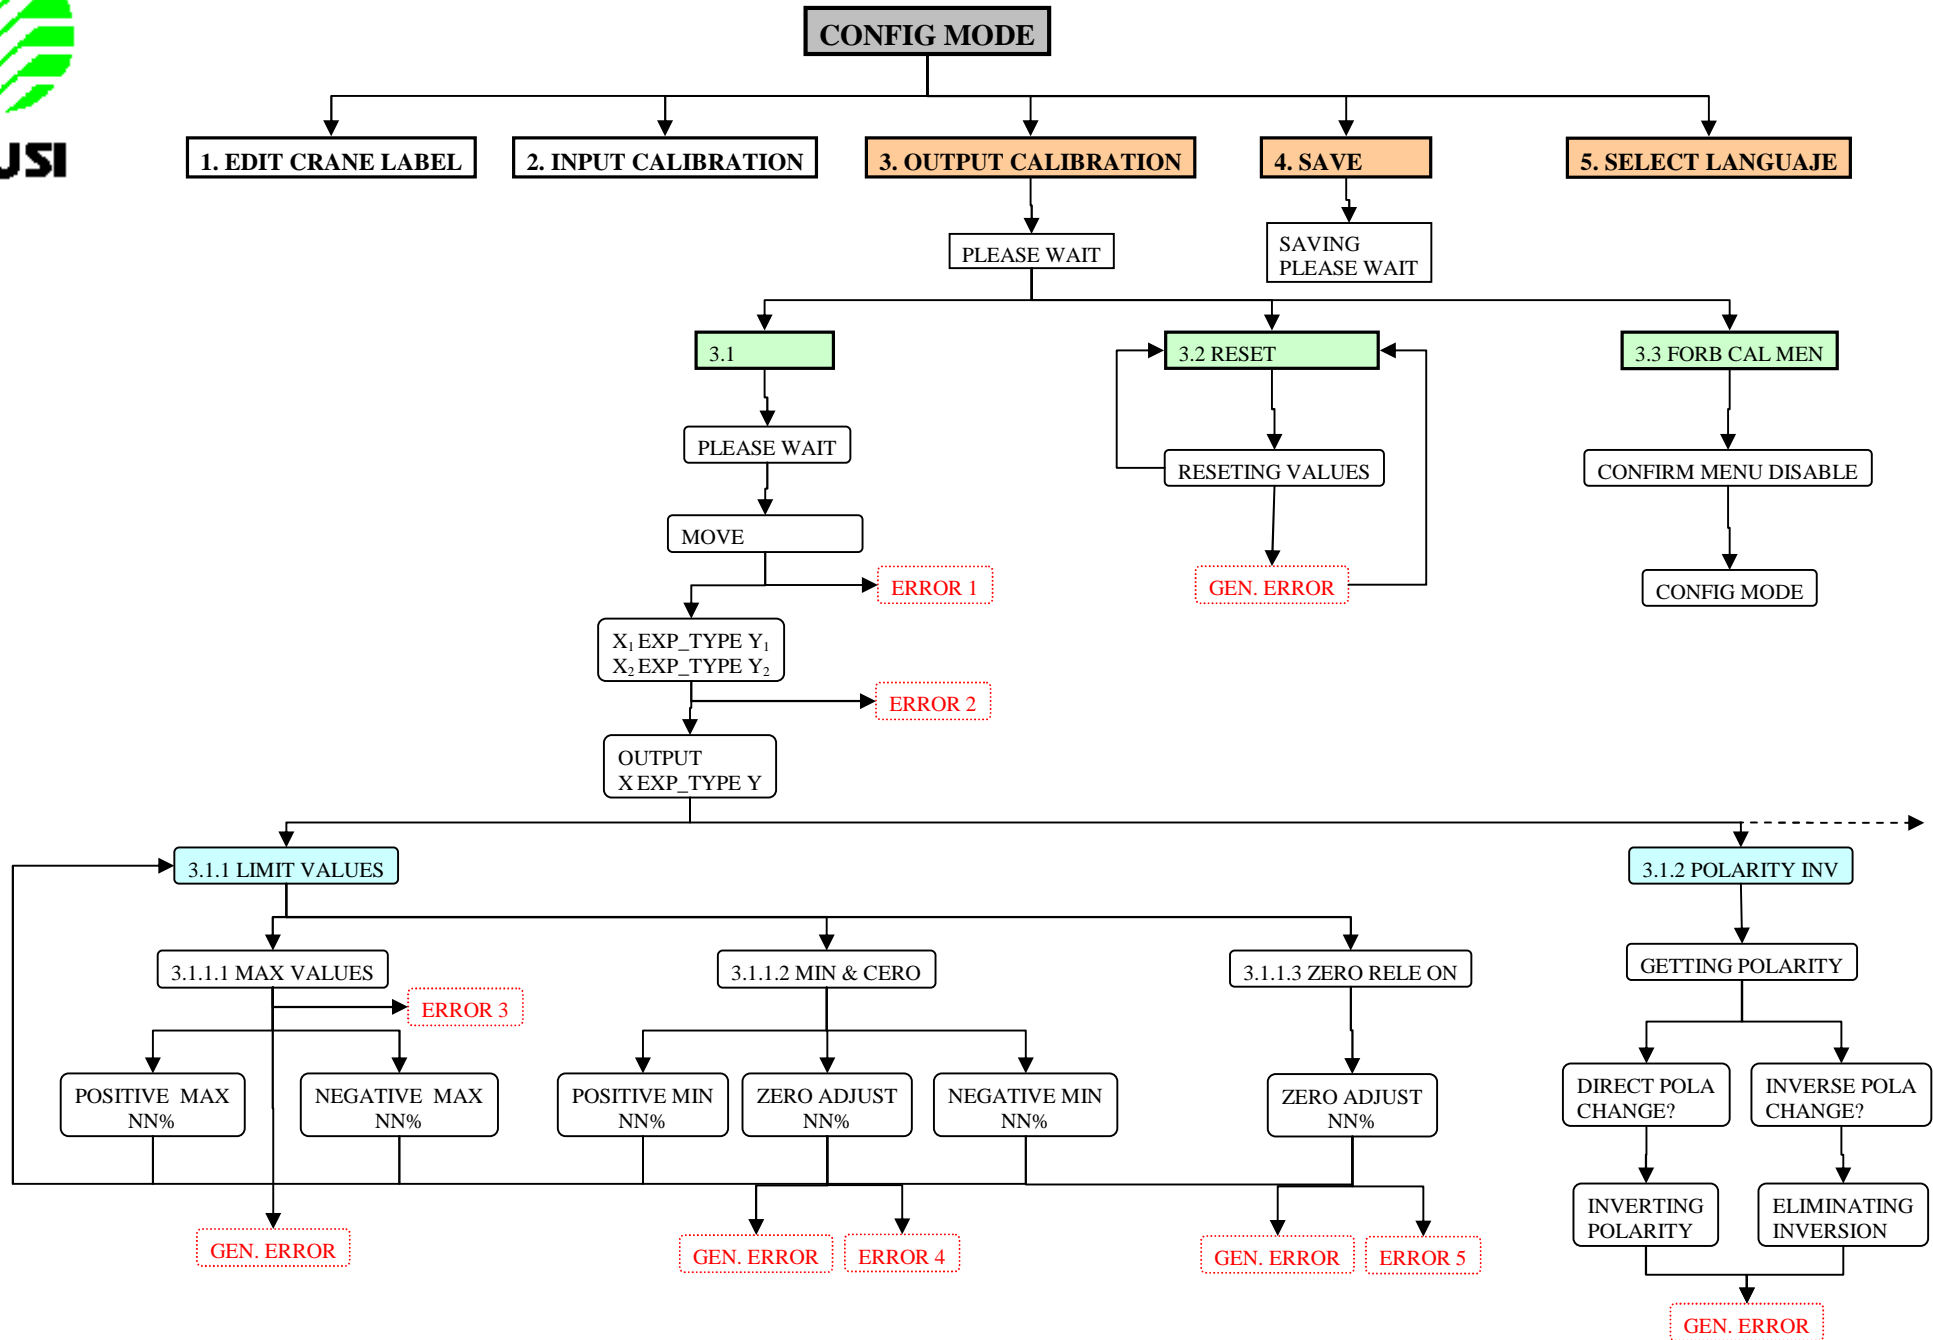 CONFIG MODE
1. EDIT CRANE LABEL
2. INPUT CALIBRATION
3. OUTPUT CALIBRATION
4. SAVE
5. SELECT LANGUAJE
PLEASE WAIT
SAVING
PLEASE WAIT
3.1
3.2 RESET
3.3 FORB CAL MEN
PLEASE WAIT
RESETING VALUES
CONFIRM MENU DISABLE
MOVE
ERROR 1
GEN. ERROR
CONFIG MODE
X₁ EXP_TYPE Y₁
X₂ EXP_TYPE Y₂
ERROR 2
OUTPUT
X EXP_TYPE Y
3.1.1 LIMIT VALUES
3.1.2 POLARITY INV
3.1.1.1 MAX VALUES
3.1.1.2 MIN & CERO
3.1.1.3 ZERO RELE ON
GETTING POLARITY
ERROR 3
POSITIVE MAX
NN%
NEGATIVE MAX
NN%
POSITIVE MIN
NN%
ZERO ADJUST
NN%
NEGATIVE MIN
NN%
ZERO ADJUST
NN%
DIRECT POLA
CHANGE?
INVERSE POLA
CHANGE?
INVERTING
POLARITY
ELIMINATING
INVERSION
GEN. ERROR
GEN. ERROR
ERROR 4
GEN. ERROR
ERROR 5
GEN. ERROR